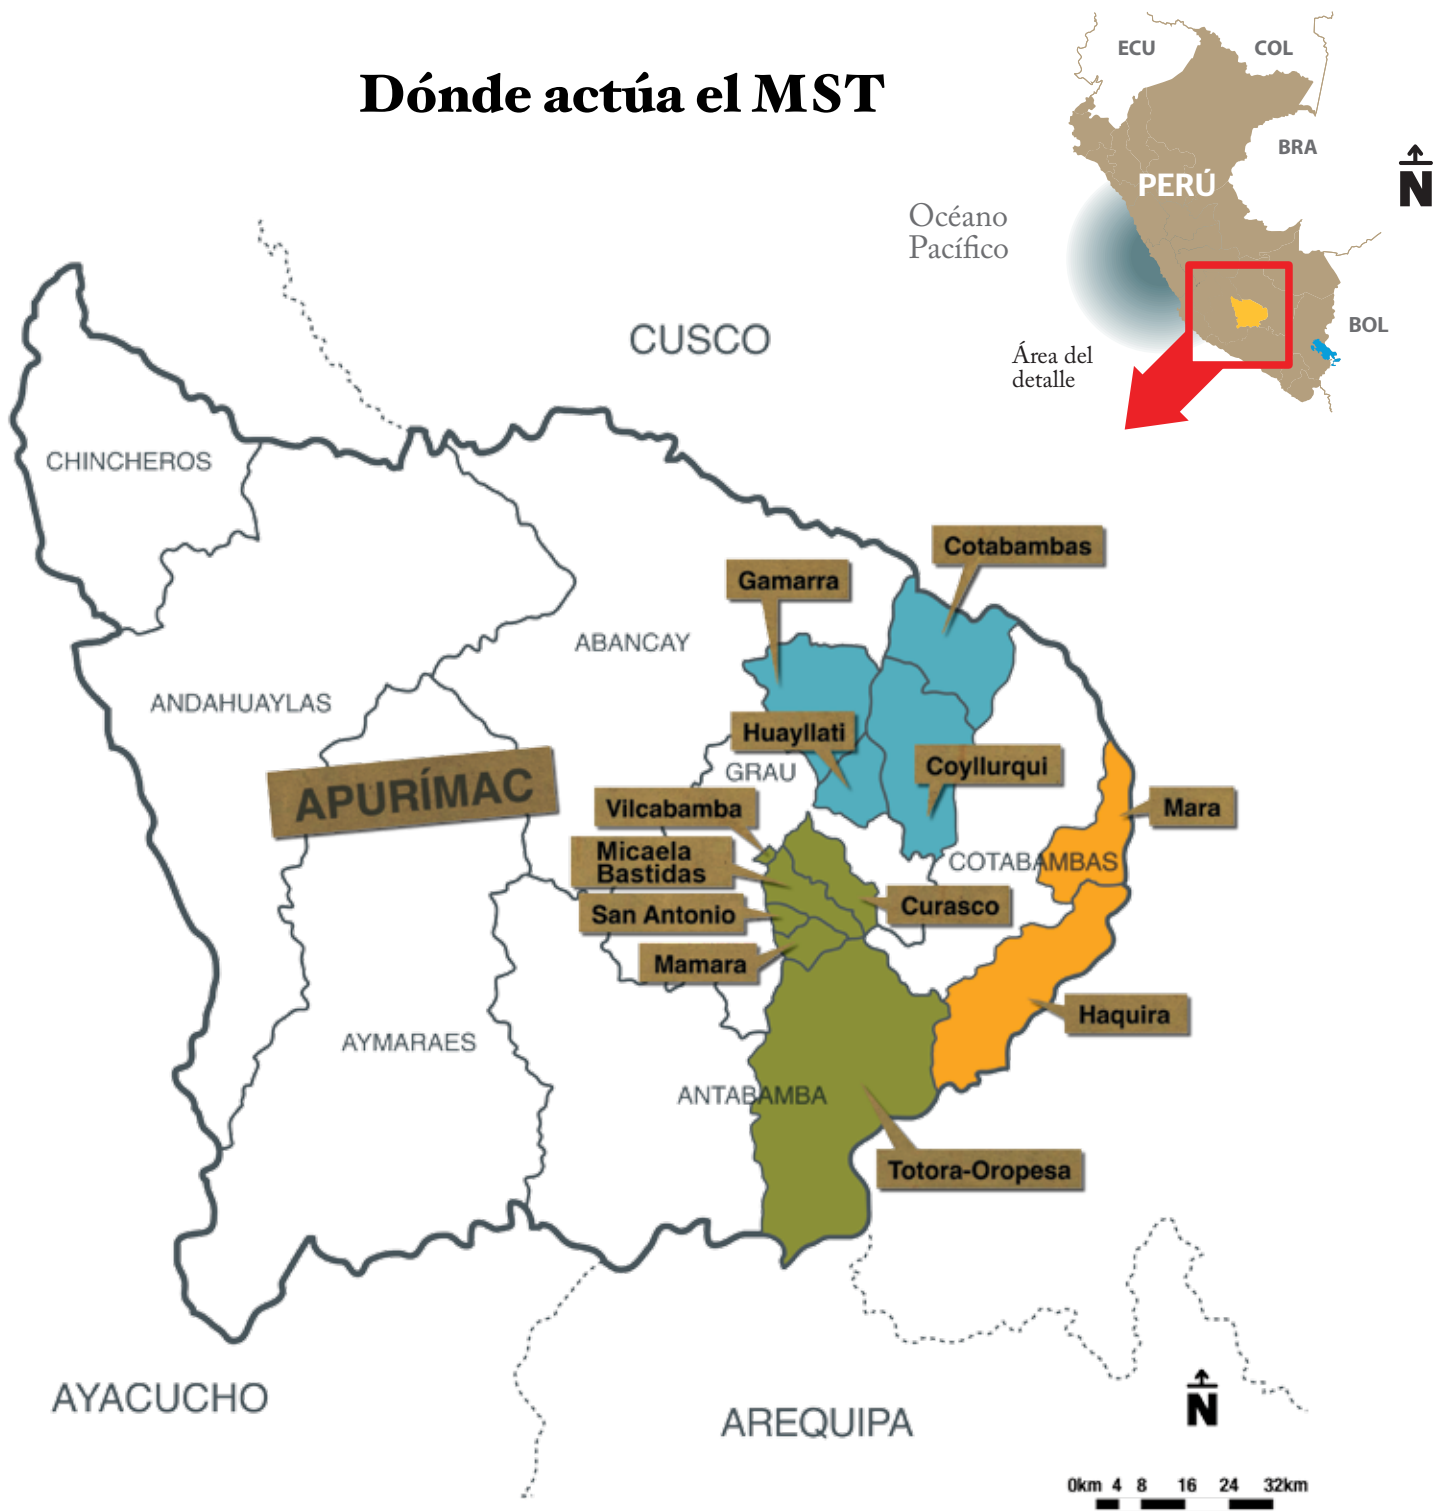 Dónde actúa el MST
ECU
COL
BRA
PERÚ
N
Océano
Pacífico
BOL
Área del
detalle
CUSCO
CHINCHEROS
Cotabambas
Gamarra
ABANCAY
ANDAHUAYLAS
Huayllati
GRAU
Coyllurqui
APURÍMAC
Vilcabamba
Mara
Micaela
Bastidas
COTABAMBAS
San Antonio
Curasco
Mamara
Haquira
AYMARAES
ANTABAMBA
Totora-Oropesa
AYACUCHO
AREQUIPA
N
0km 4 8 16 24 32km